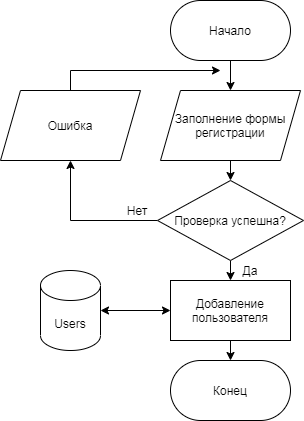 Начало
Ошибка
Заполнение формы
регистрации
Нет
Проверка успешна?
Да
Users
Добавление
пользователя
Конец